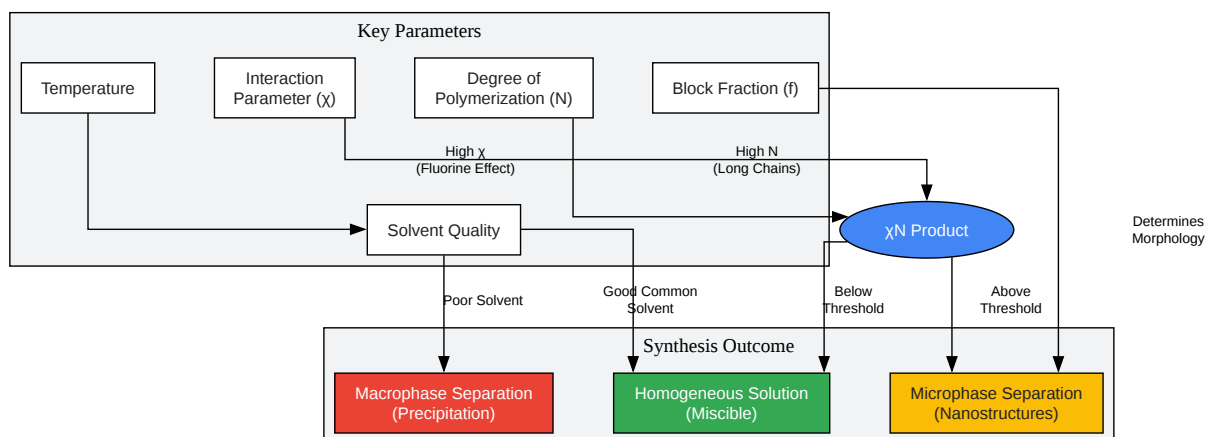 Key Parameters
Temperature
Interaction
Parameter (χ)
Degree of
Polymerization (N)
Block Fraction (f)
High χ
(Fluorine Effect)
High N
(Long Chains)
Solvent Quality
χN Product
Determines
Morphology
Poor Solvent
Good Common
Solvent
Below
Threshold
Above
Threshold
Synthesis Outcome
Macrophase Separation
(Precipitation)
Homogeneous Solution
(Miscible)
Microphase Separation
(Nanostructures)